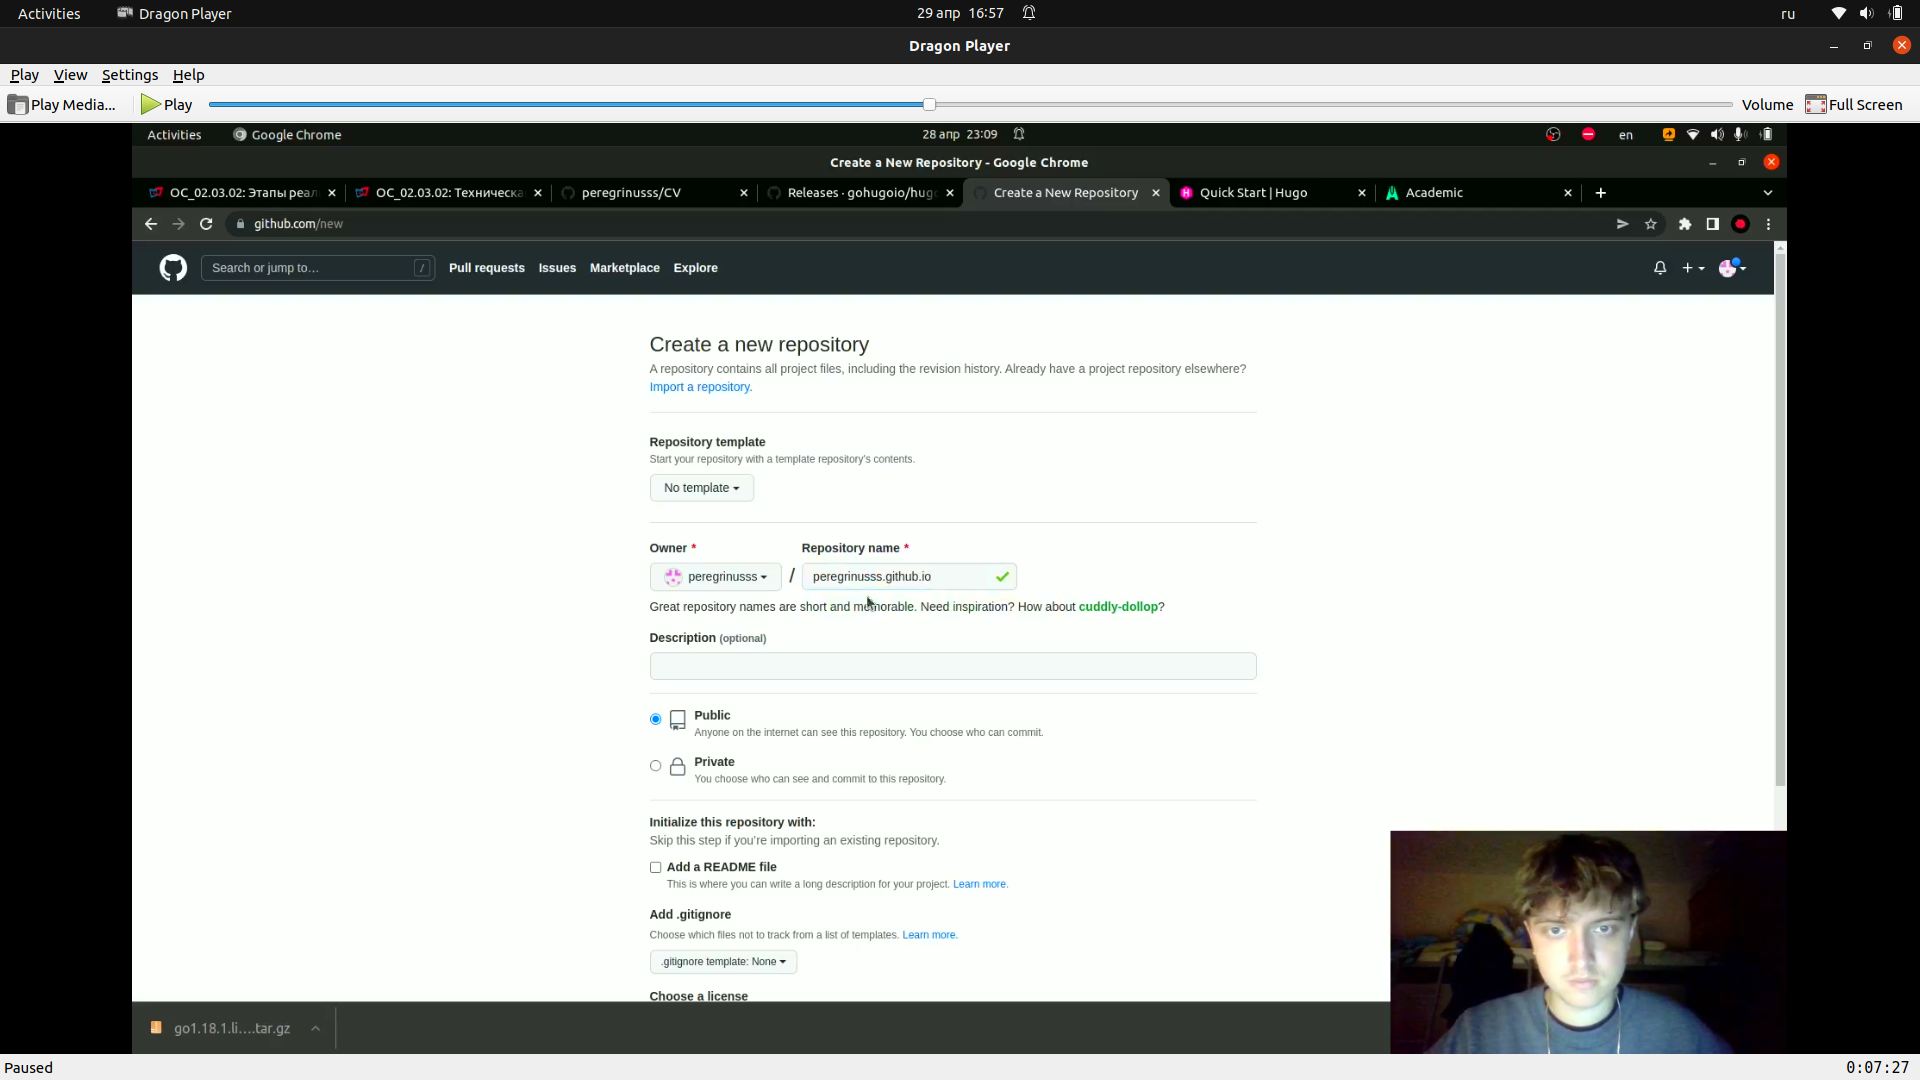 Activities Dragon Player 29 апр 16:57 ru
Dragon Player
Play View Settings Help
Play Media... Play Volume Full Screen
Activities Google Chrome 28 апр 23:09 en
Create a New Repository - Google Chrome
ОС_02.03.02: Этапы реал ОС_02.03.02: Техническа peregrinusss/CV Releases · gohugoio/hugo Create a New Repository Quick Start | Hugo Academic
github.com/new
Search or jump to... / Pull requests Issues Marketplace Explore
Create a new repository
A repository contains all project files, including the revision history. Already have a project repository elsewhere?
Import a repository.
Repository template
Start your repository with a template repository's contents.
No template
Owner * Repository name *
peregrinusss / peregrinusss.github.io
Great repository names are short and memorable. Need inspiration? How about cuddly-dollop?
Description (optional)
Public
Anyone on the internet can see this repository. You choose who can commit.
Private
You choose who can see and commit to this repository.
Initialize this repository with:
Skip this step if you're importing an existing repository.
Add a README file
This is where you can write a long description for your project. Learn more.
Add .gitignore
Choose which files not to track from a list of templates. Learn more.
.gitignore template: None
Choose a license
go1.18.1.li....tar.gz
Paused 0:07:27